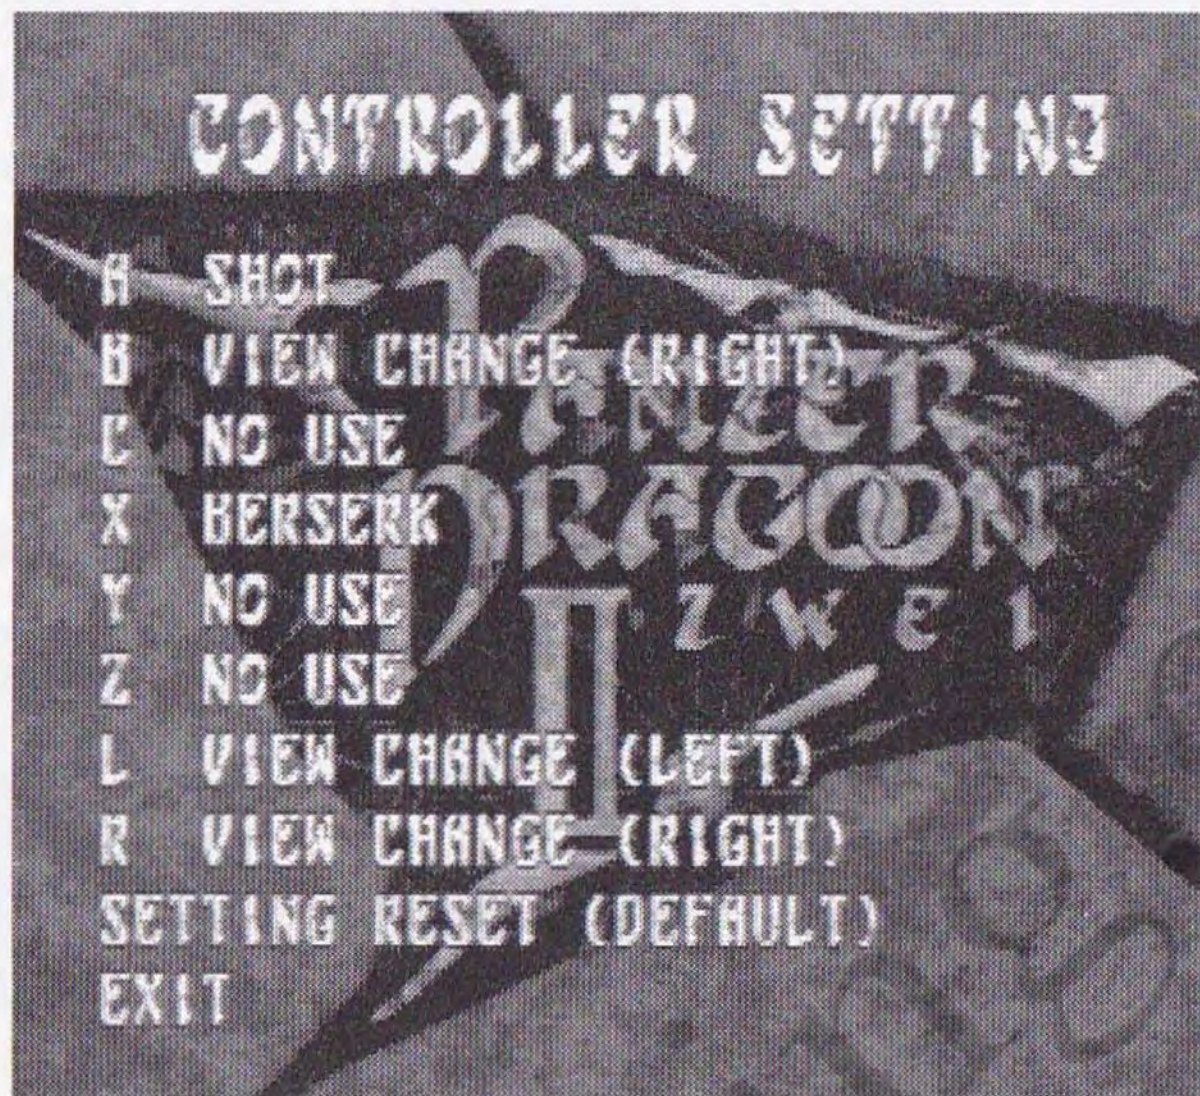 CONTROLLER SETTING
A SHOT
B VIEW CHANGE (RIGHT)
C NO USE
X BERSERK
Y NO USE
Z NO USE
L VIEW CHANGE (LEFT)
R VIEW CHANGE (RIGHT)
SETTING RESET (DEFAULT)
EXIT
PANZER
DRAGOON
II ZWEI